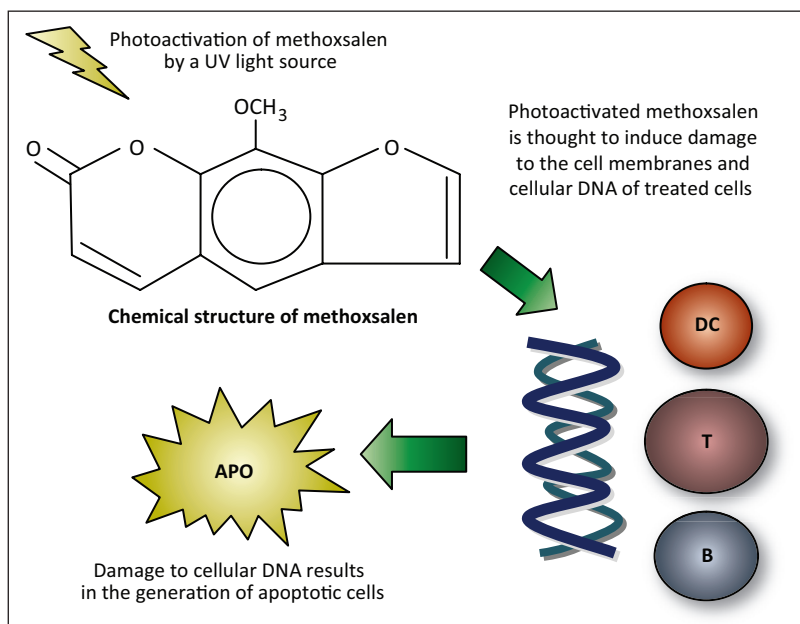 Photoactivation of methoxsalen
by a UV light source
OCH₃
O
O
O
Chemical structure of methoxsalen
Photoactivated methoxsalen
is thought to induce damage
to the cell membranes and
cellular DNA of treated cells
DC
T
B
APO
Damage to cellular DNA results
in the generation of apoptotic cells